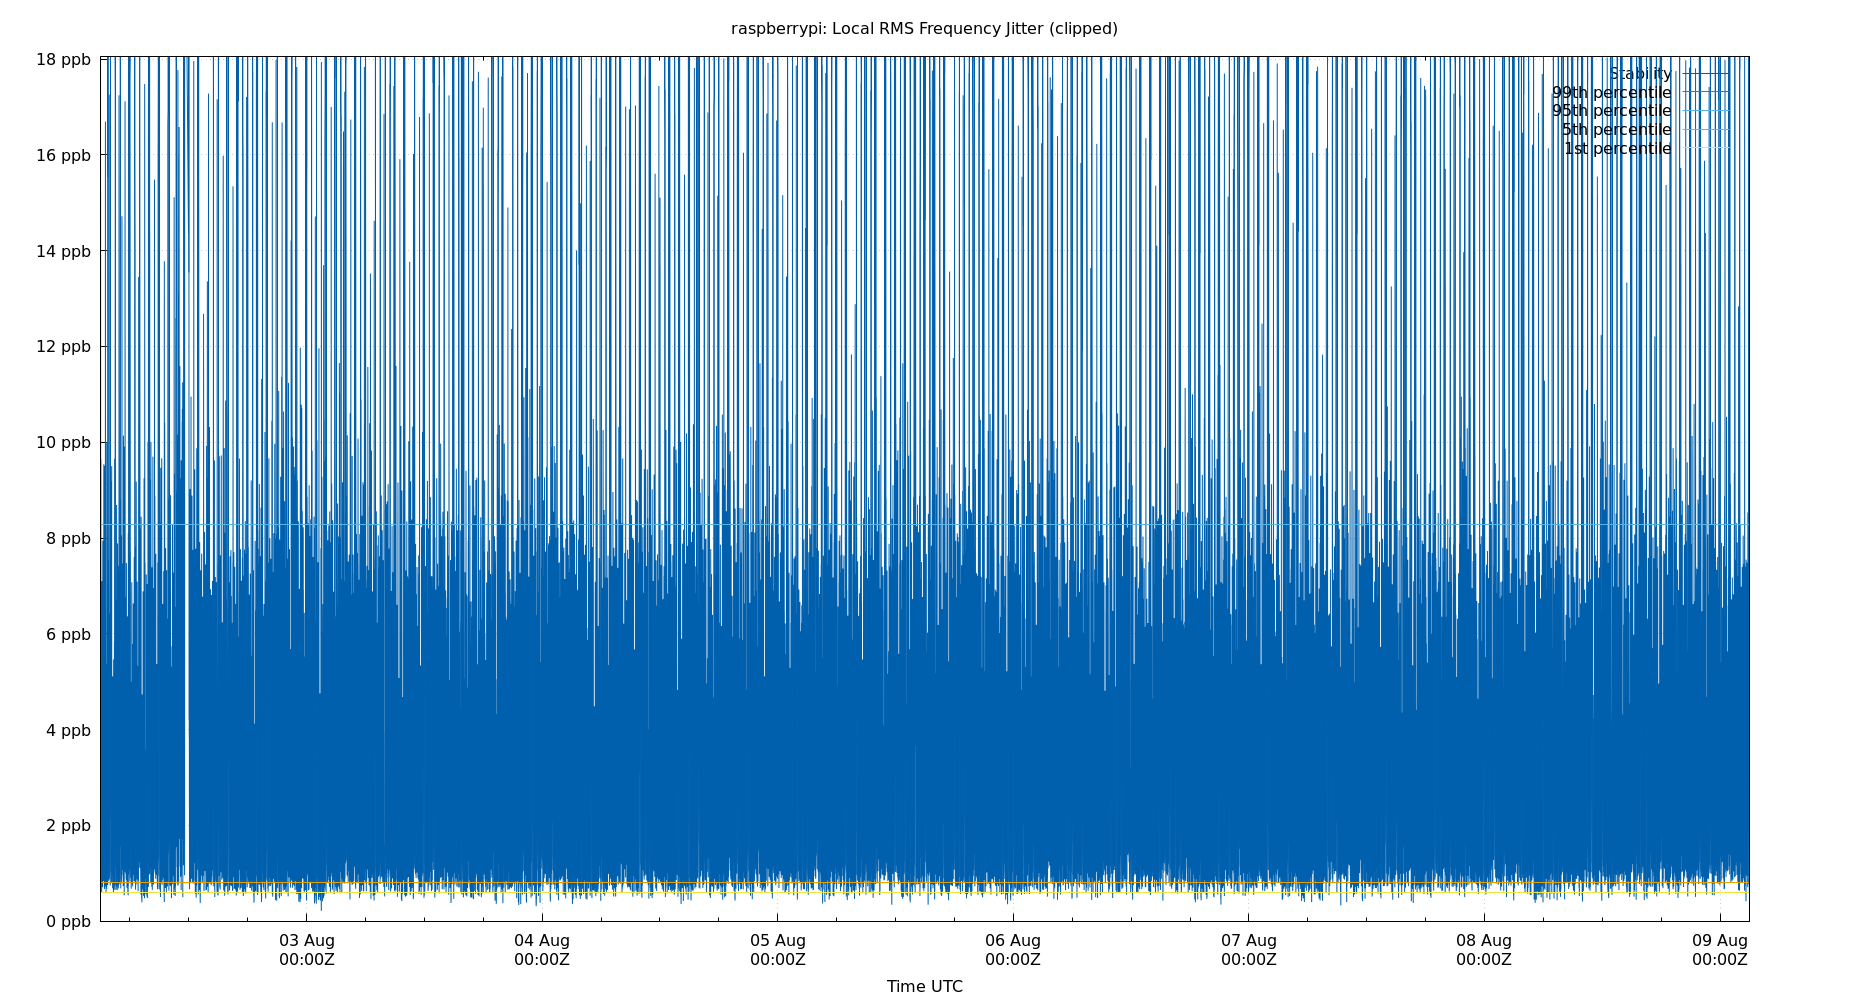 raspberrypi: Local RMS Frequency Jitter (clipped)
18 ppb
16 ppb
14 ppb
12 ppb
10 ppb
8 ppb
6 ppb
4 ppb
2 ppb
0 ppb
Stability
99th percentile
95th percentile
5th percentile
1st percentile
03 Aug
00:00Z
04 Aug
00:00Z
05 Aug
00:00Z
06 Aug
00:00Z
07 Aug
00:00Z
08 Aug
00:00Z
09 Aug
00:00Z
Time UTC